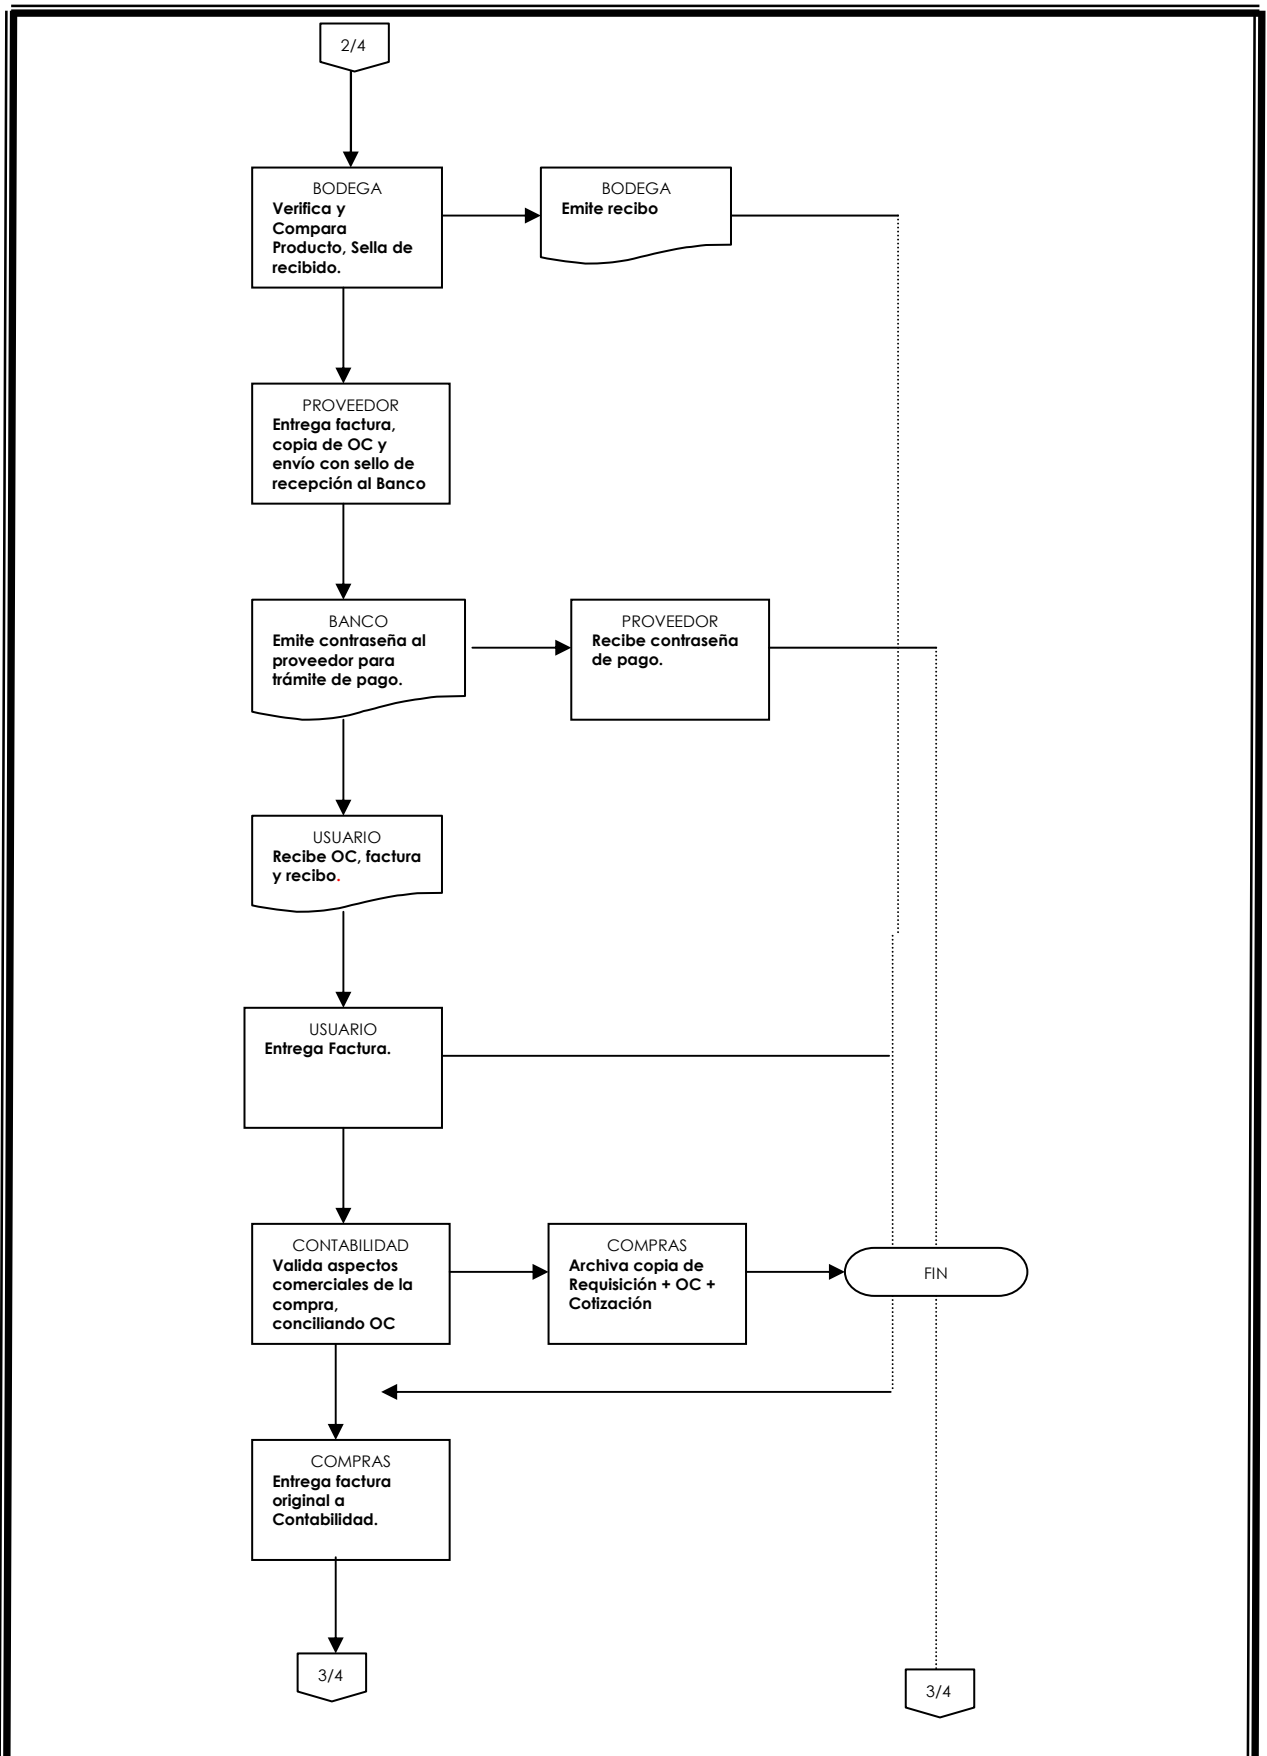 2/4
BODEGA
Verifica y
Compara
Producto, Sella de
recibido.
BODEGA
Emite recibo
PROVEEDOR
Entrega factura,
copia de OC y
envío con sello de
recepción al Banco
BANCO
Emite contraseña al
proveedor para
trámite de pago.
PROVEEDOR
Recibe contraseña
de pago.
USUARIO
Recibe OC, factura
y recibo.
USUARIO
Entrega Factura.
CONTABILIDAD
Valida aspectos
comerciales de la
compra,
conciliando OC
COMPRAS
Archiva copia de
Requisición + OC +
Cotización
FIN
COMPRAS
Entrega factura
original a
Contabilidad.
3/4
3/4